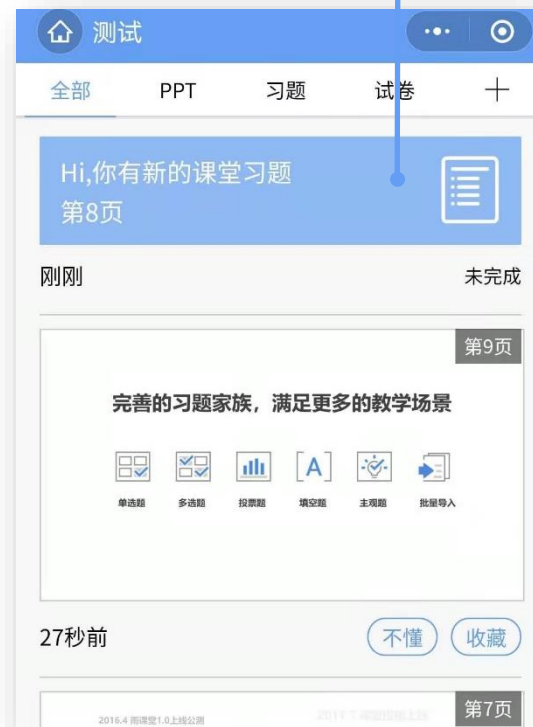 测试
全部 PPT 习题 试卷
Hi,你有新的课堂习题
第8页
刚刚 未完成
第9页
完善的习题家族，满足更多的教学场景
[A]
单选题 多选题 投票题 填空题 主观题 批量导入
27秒前 不懂 收藏
第7页
2016.4 雨课堂1.0上线公测